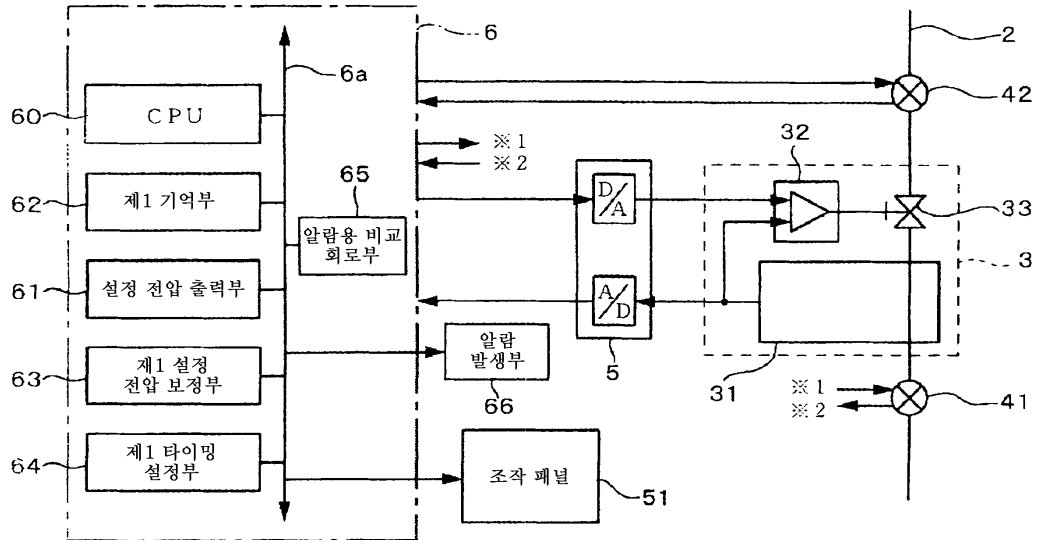 6
2
6a
42
60
CPU
※1
※2
62
제1 기억부
65
알람용 비교
회로부
D/A
32
33
61
설정 전압 출력부
A/D
3
63
제1 설정
전압 보정부
알람
발생부
66
5
31
※1
※2
41
64
제1 타이밍
설정부
조작 패널
51